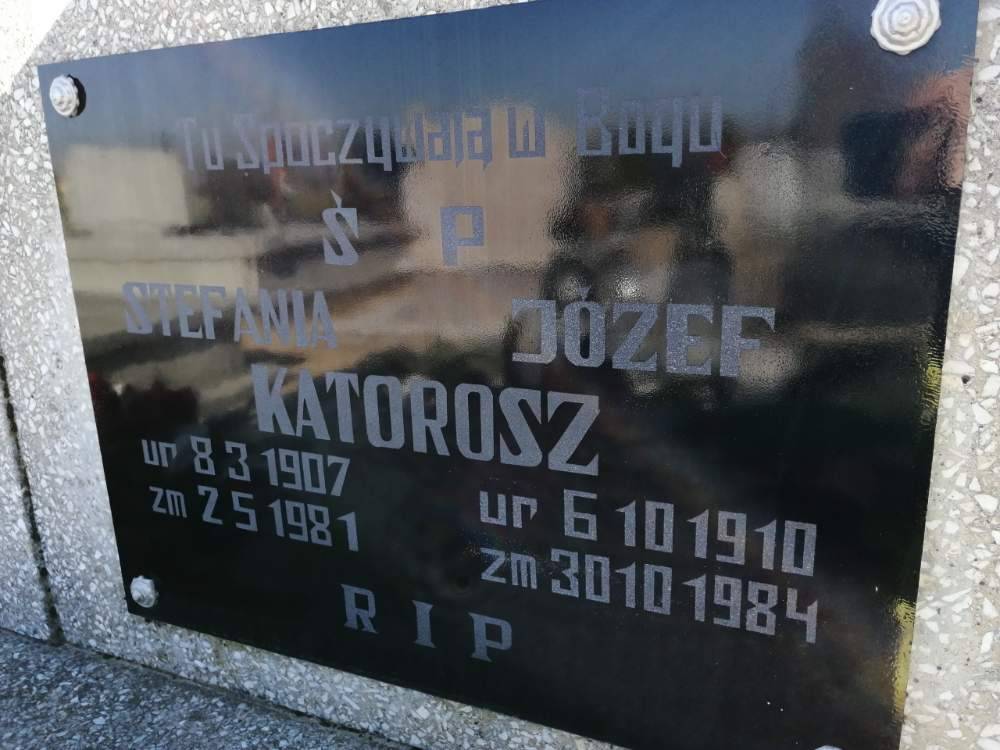 Tu Spoczywają w Bogu
Ś P
STEFANIA JÓZEF
KATOROSZ
ur 8 3 1907
zm 2 5 1981
ur 6 10 1910
zm 30 10 1984
R I P